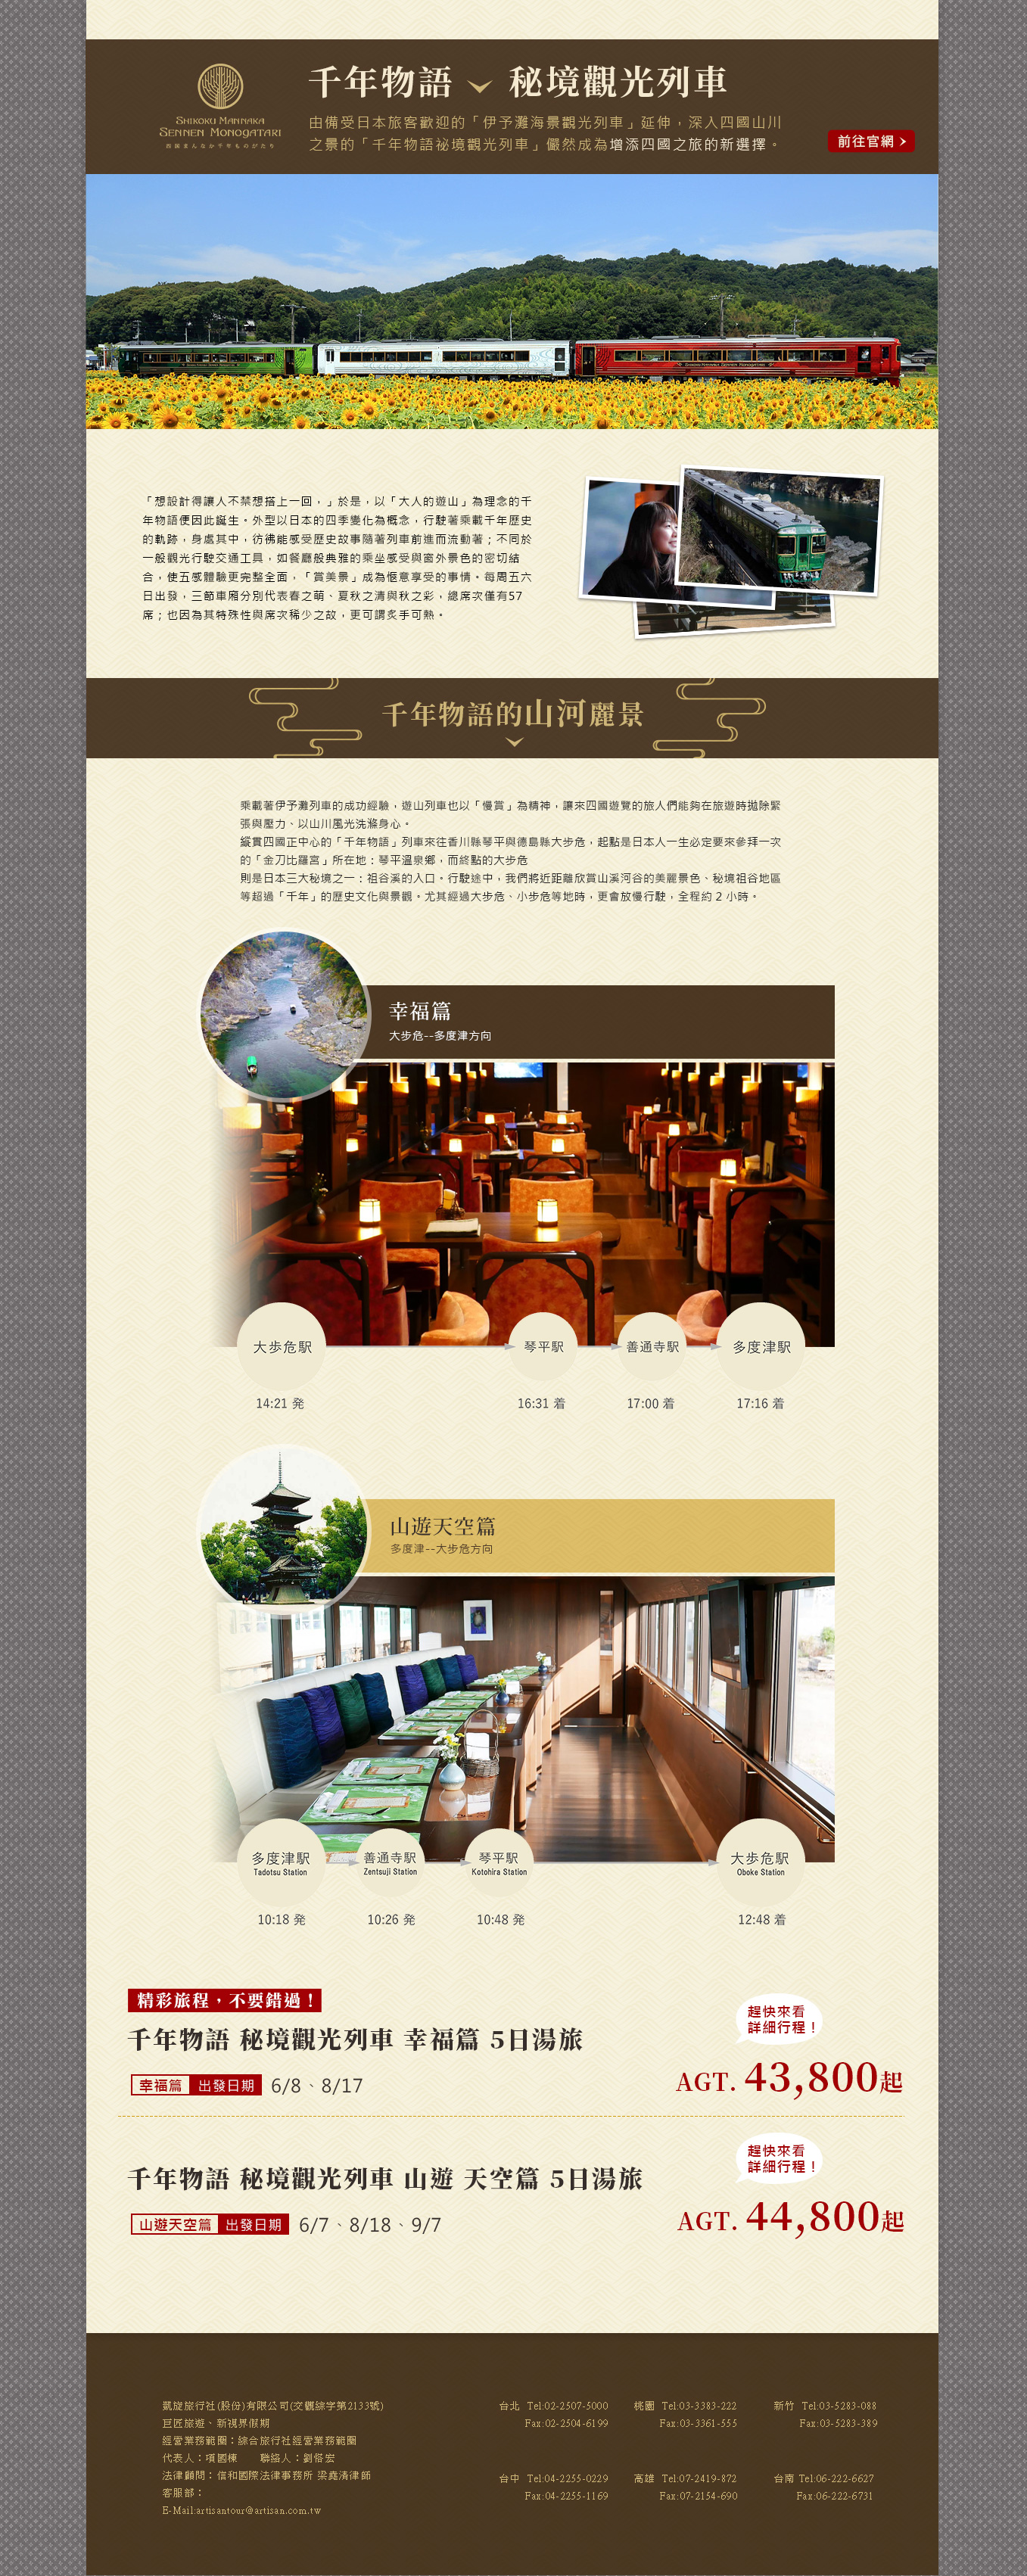 千年物語 秘境觀光列車
SHIKOKU MANNAKA
SENNEN MONOGATARI
四国まんなか千年ものがたり
由備受日本旅客歡迎的「伊予灘海景觀光列車」延伸，深入四國山川
之景的「千年物語祕境觀光列車」儼然成為增添四國之旅的新選擇。
前往官網
「想設計得讓人不禁想搭上一回，」於是，以「大人的遊山」為理念的千
年物語便因此誕生。外型以日本的四季變化為概念，行駛著乘載千年歷史
的軌跡，身處其中，彷彿能感受歷史故事隨著列車前進而流動著；不同於
一般觀光行駛交通工具，如餐廳般典雅的乘坐感受與窗外景色的密切結
合，使五感體驗更完整全面，「賞美景」成為愜意享受的事情。每周五六
日出發，三節車廂分別代表春之萌、夏秋之清與秋之彩，總席次僅有57
席；也因為其特殊性與席次稀少之故，更可謂炙手可熱。
千年物語的山河麗景
乘載著伊予灘列車的成功經驗，遊山列車也以「慢賞」為精神，讓來四國遊覽的旅人們能夠在旅遊時拋除緊
張與壓力、以山川風光洗滌身心。
縱貫四國正中心的「千年物語」列車來往香川縣琴平與德島縣大步危，起點是日本人一生必定要來參拜一次
的「金刀比羅宮」所在地：琴平溫泉鄉，而終點的大步危
則是日本三大秘境之一：祖谷溪的入口。行駛途中，我們將近距離欣賞山溪河谷的美麗景色、秘境祖谷地區
等超過「千年」的歷史文化與景觀。尤其經過大步危、小步危等地時，更會放慢行駛，全程約 2 小時。
幸福篇
大步危--多度津方向
大歩危駅
琴平駅
善通寺駅
多度津駅
14:21 発
16:31 着
17:00 着
17:16 着
山遊天空篇
多度津--大步危方向
多度津駅
Tadotsu Station
善通寺駅
Zentsuji Station
琴平駅
Kotohira Station
大歩危駅
Oboke Station
10:18 発
10:26 発
10:48 発
12:48 着
精彩旅程，不要錯過！
千年物語 秘境觀光列車 幸福篇 5日湯旅
幸福篇 出發日期 6/8、8/17
趕快來看
詳細行程！
AGT. 43,800起
千年物語 秘境觀光列車 山遊 天空篇 5日湯旅
山遊天空篇 出發日期 6/7、8/18、9/7
趕快來看
詳細行程！
AGT. 44,800起
凱旋旅行社(股份)有限公司(交觀綜字第2133號)
巨匠旅遊、新視界假期
經營業務範圍：綜合旅行社經營業務範圍
代表人：項國棟 聯絡人：
法律顧問：信和國際法律事務所 梁堯清律師
客服部：
E-Mail:artisantour@artisan.com.tw
台北 Tel:02-2507-5000
Fax:02-2504-6199
桃園 Tel:03-3383-222
Fax:03-3361-555
新竹 Tel:03-5283-088
Fax:03-5283-389
台中 Tel:04-2255-0229
Fax:04-2255-1169
高雄 Tel:07-2419-872
Fax:07-2154-690
台南 Tel:06-222-6627
Fax:06-222-6731